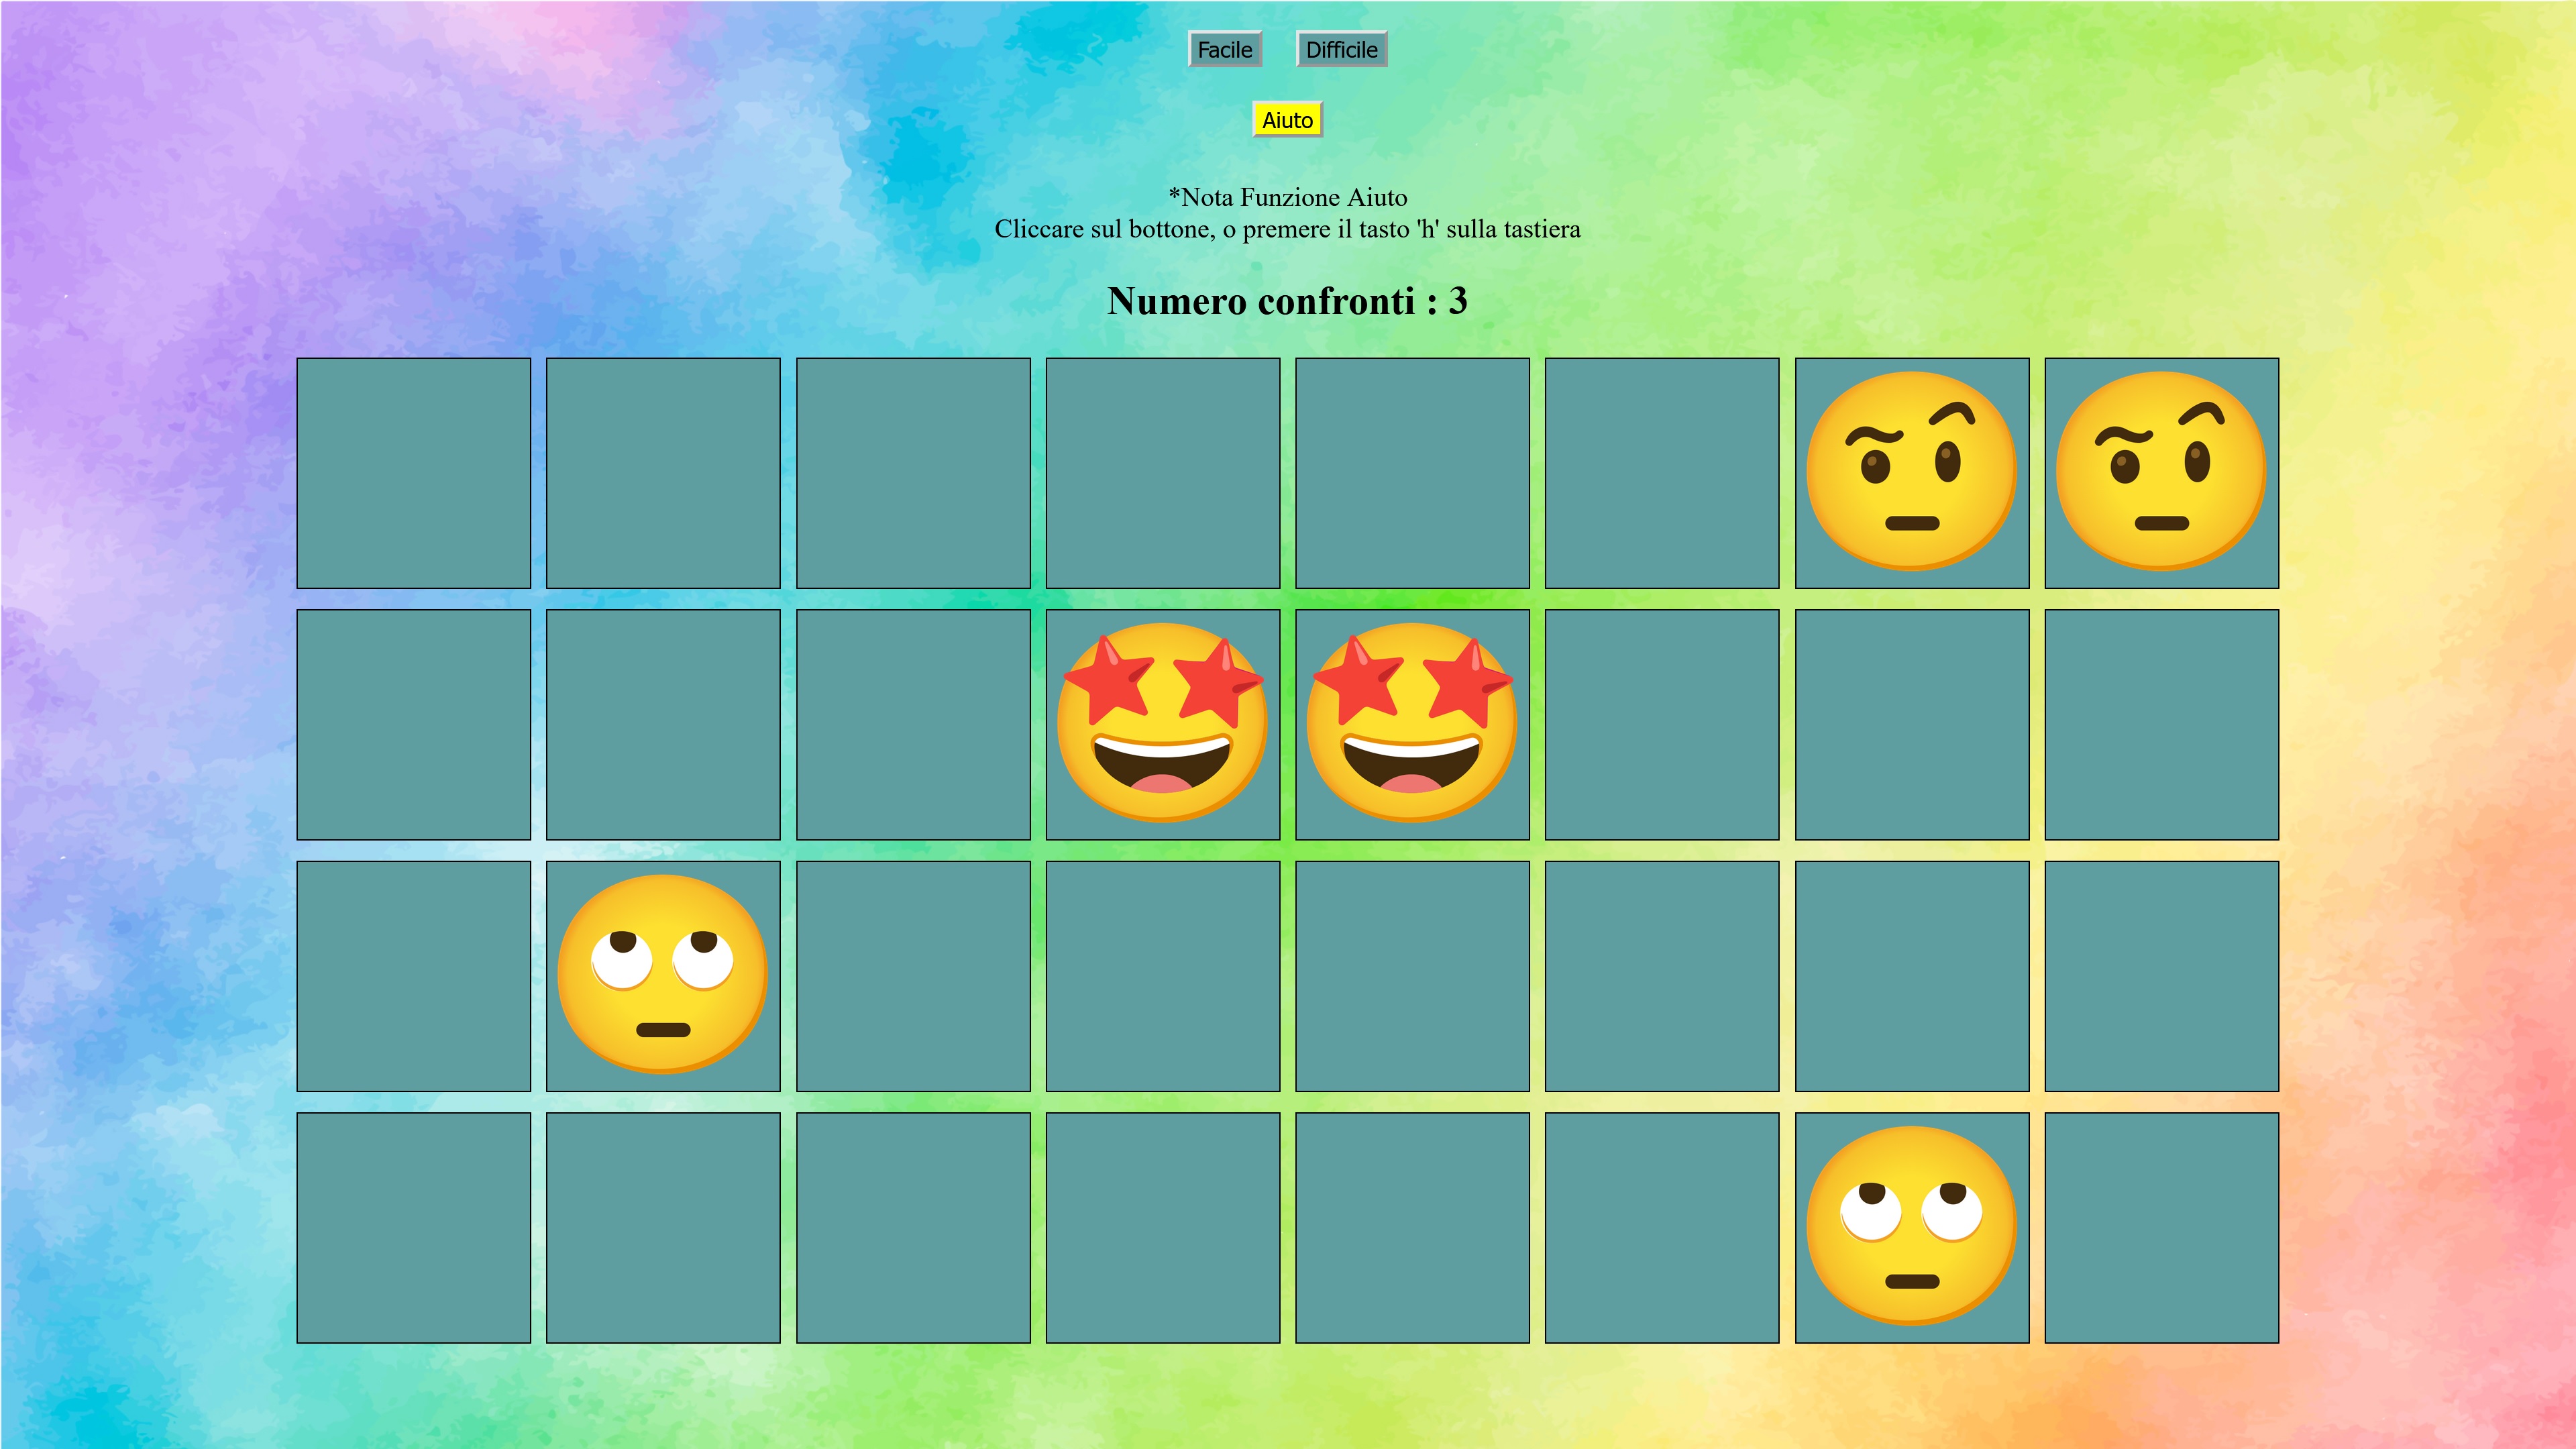 Facile Difficile
Aiuto
*Nota Funzione Aiuto
Cliccare sul bottone, o premere il tasto 'h' sulla tastiera
Numero confronti : 3